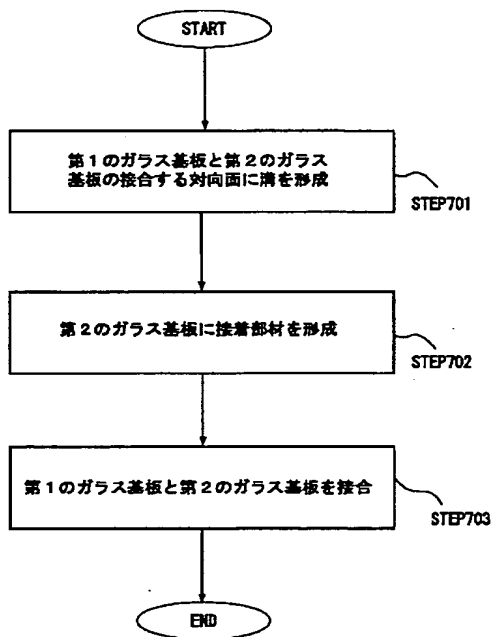 START
第1のガラス基板と第2のガラス
基板の接合する対向面に溝を形成
STEP701
第2のガラス基板に接着部材を形成
STEP702
第1のガラス基板と第2のガラス基板を接合
STEP703
END